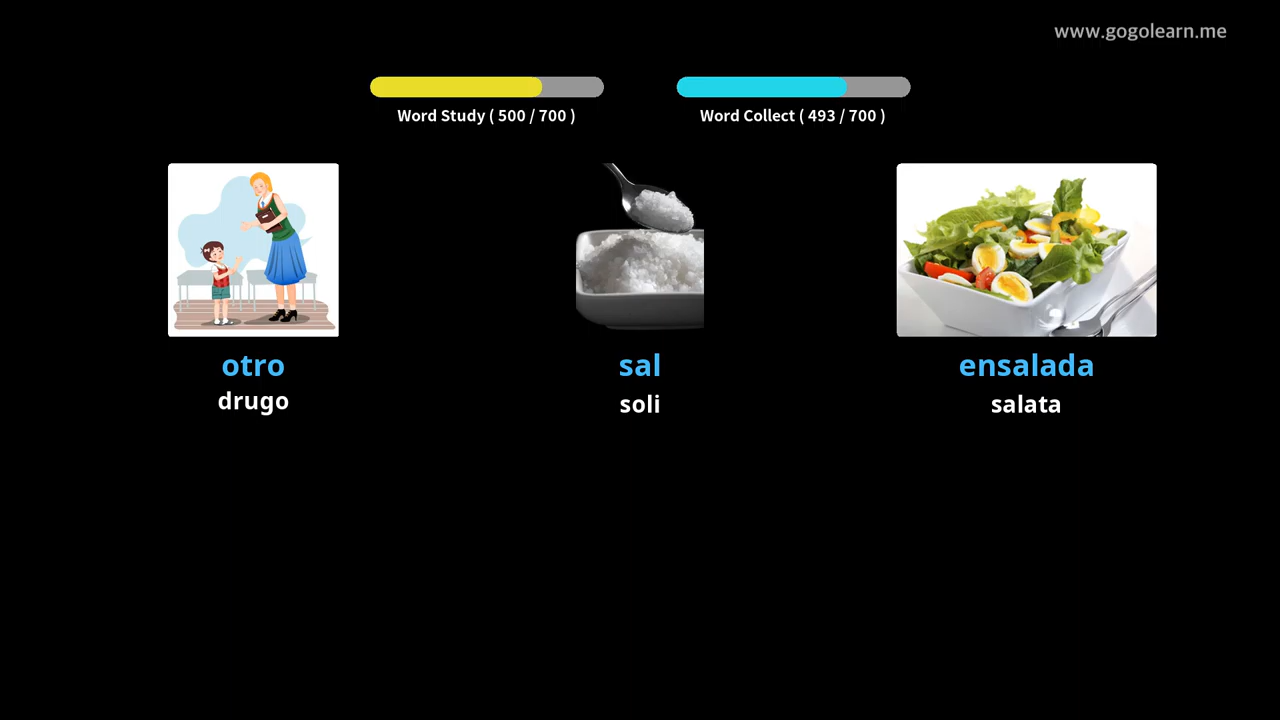 www.gogolearn.me
Word Study ( 500 / 700 )
Word Collect ( 493 / 700 )
otro
sal
ensalada
drugo
soli
salata